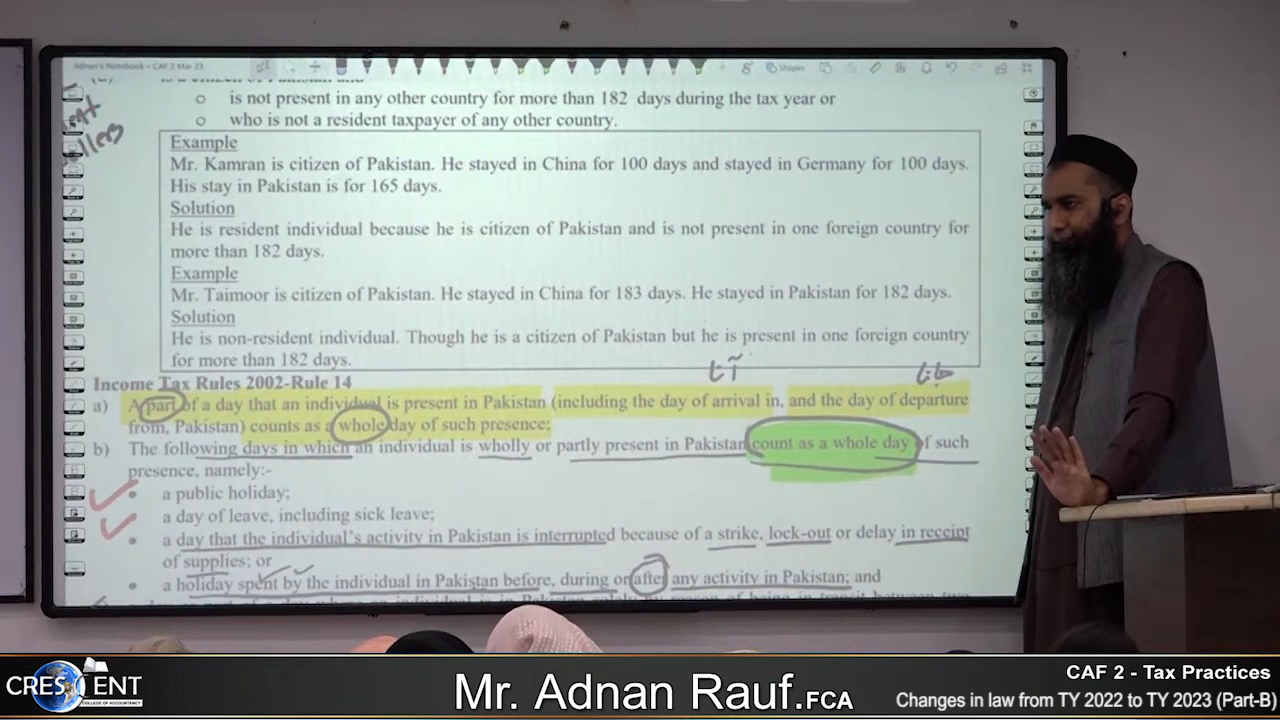 Adnan's Notebook » CAF 2 Mar 23
Shapes
is not present in any other country for more than 182 days during the tax year or
who is not a resident taxpayer of any other country.
Example
Mr. Kamran is citizen of Pakistan. He stayed in China for 100 days and stayed in Germany for 100 days.
His stay in Pakistan is for 165 days.
Solution
He is resident individual because he is citizen of Pakistan and is not present in one foreign country for
more than 182 days.
Example
Mr. Taimoor is citizen of Pakistan. He stayed in China for 183 days. He stayed in Pakistan for 182 days.
Solution
He is non-resident individual. Though he is a citizen of Pakistan but he is present in one foreign country
for more than 182 days.
آنا جانا
Income Tax Rules 2002-Rule 14
a) A part of a day that an individual is present in Pakistan (including the day of arrival in, and the day of departure
from, Pakistan) counts as a whole day of such presence;
b) The following days in which an individual is wholly or partly present in Pakistan count as a whole day of such
presence, namely:-
• a public holiday;
• a day of leave, including sick leave;
• a day that the individual's activity in Pakistan is interrupted because of a strike, lock-out or delay in receipt
of supplies; or
• a holiday spent by the individual in Pakistan before, during or after any activity in Pakistan; and
CRESCENT
COLLEGE OF ACCOUNTANCY
Mr. Adnan Rauf.FCA
CAF 2 - Tax Practices
Changes in law from TY 2022 to TY 2023 (Part-B)